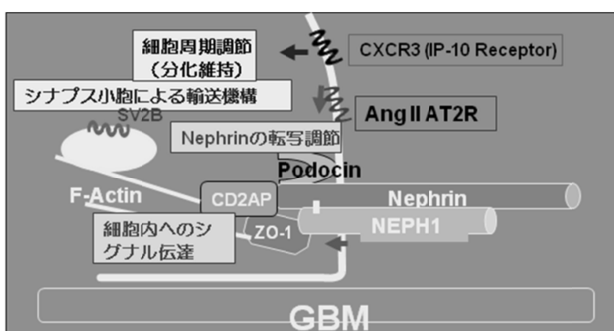 細胞周期調節
（分化維持）
CXCR3 (IP-10 Receptor)
シナプス小胞による輸送機構
SV2B
AngII AT2R
Nephrinの転写調節
Podocin
F-Actin
CD2AP
Nephrin
細胞内へのシ
グナル伝達
ZO-1
NEPH1
GBM